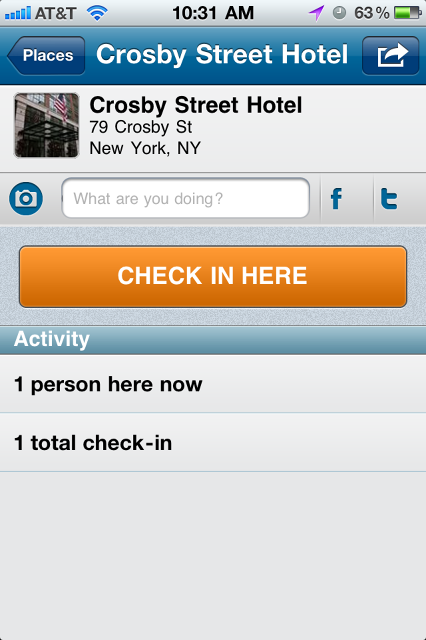 AT&T 10:31 AM 63%
Places Crosby Street Hotel
Crosby Street Hotel
79 Crosby St
New York, NY
What are you doing? f t
CHECK IN HERE
Activity
1 person here now
1 total check-in